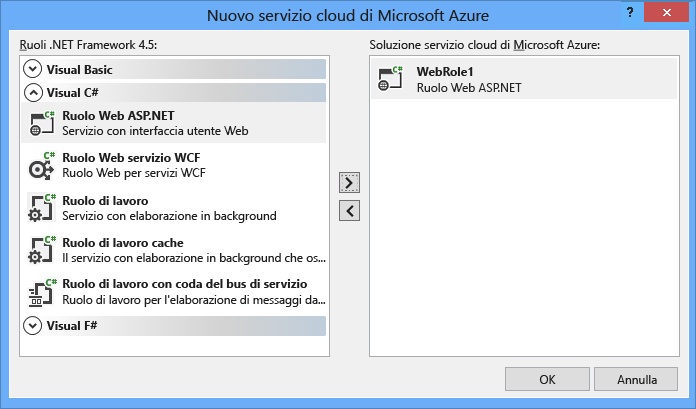 Nuovo servizio cloud di Microsoft Azure
?
Ruoli .NET Framework 4.5:
Visual Basic
Visual C#
C#
Ruolo Web ASP.NET
Servizio con interfaccia utente Web
C#
Ruolo Web servizio WCF
Ruolo Web per servizi WCF
C#
Ruolo di lavoro
Servizio con elaborazione in background
C#
Ruolo di lavoro cache
Il servizio con elaborazione in background che os...
C#
Ruolo di lavoro con coda del bus di servizio
Ruolo di lavoro per l'elaborazione di messaggi da...
Visual F#
Soluzione servizio cloud di Microsoft Azure:
C#
WebRole1
Ruolo Web ASP.NET
OK
Annulla